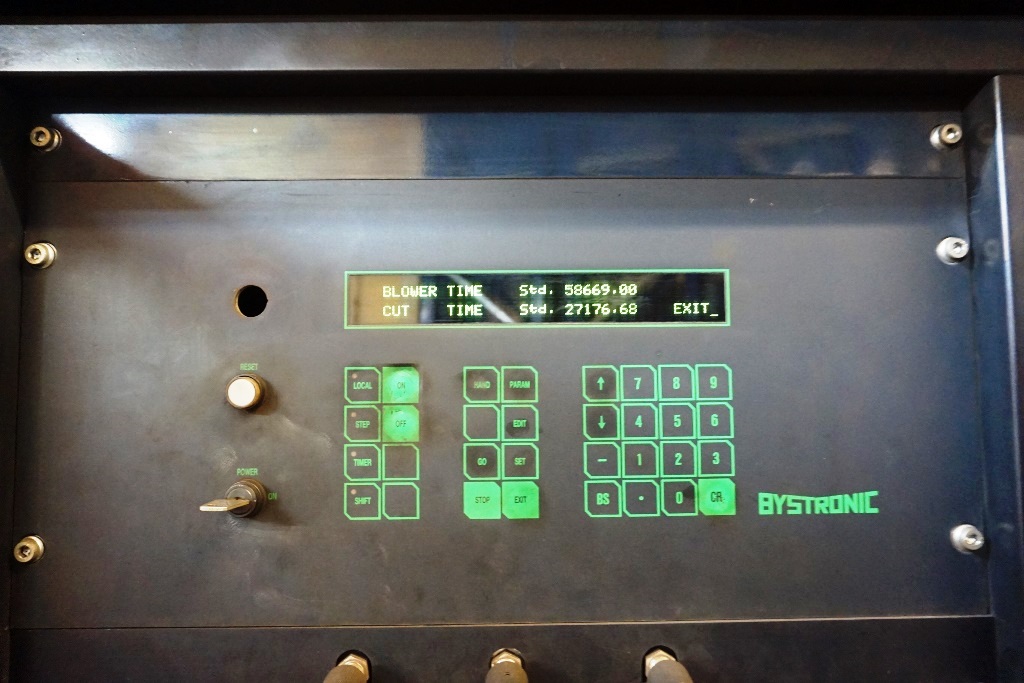 BLOWER TIME Std. 58669.00
CUT TIME Std. 27176.68 EXIT_
RESET
LOCAL ON HAND PARAM ↑ 7 8 9
STEP OFF EDIT ↓ 4 5 6
TIMER GO SET – 1 2 3
POWER
ON
SHIFT STOP EXIT BS • 0 CR
BYSTRONIC